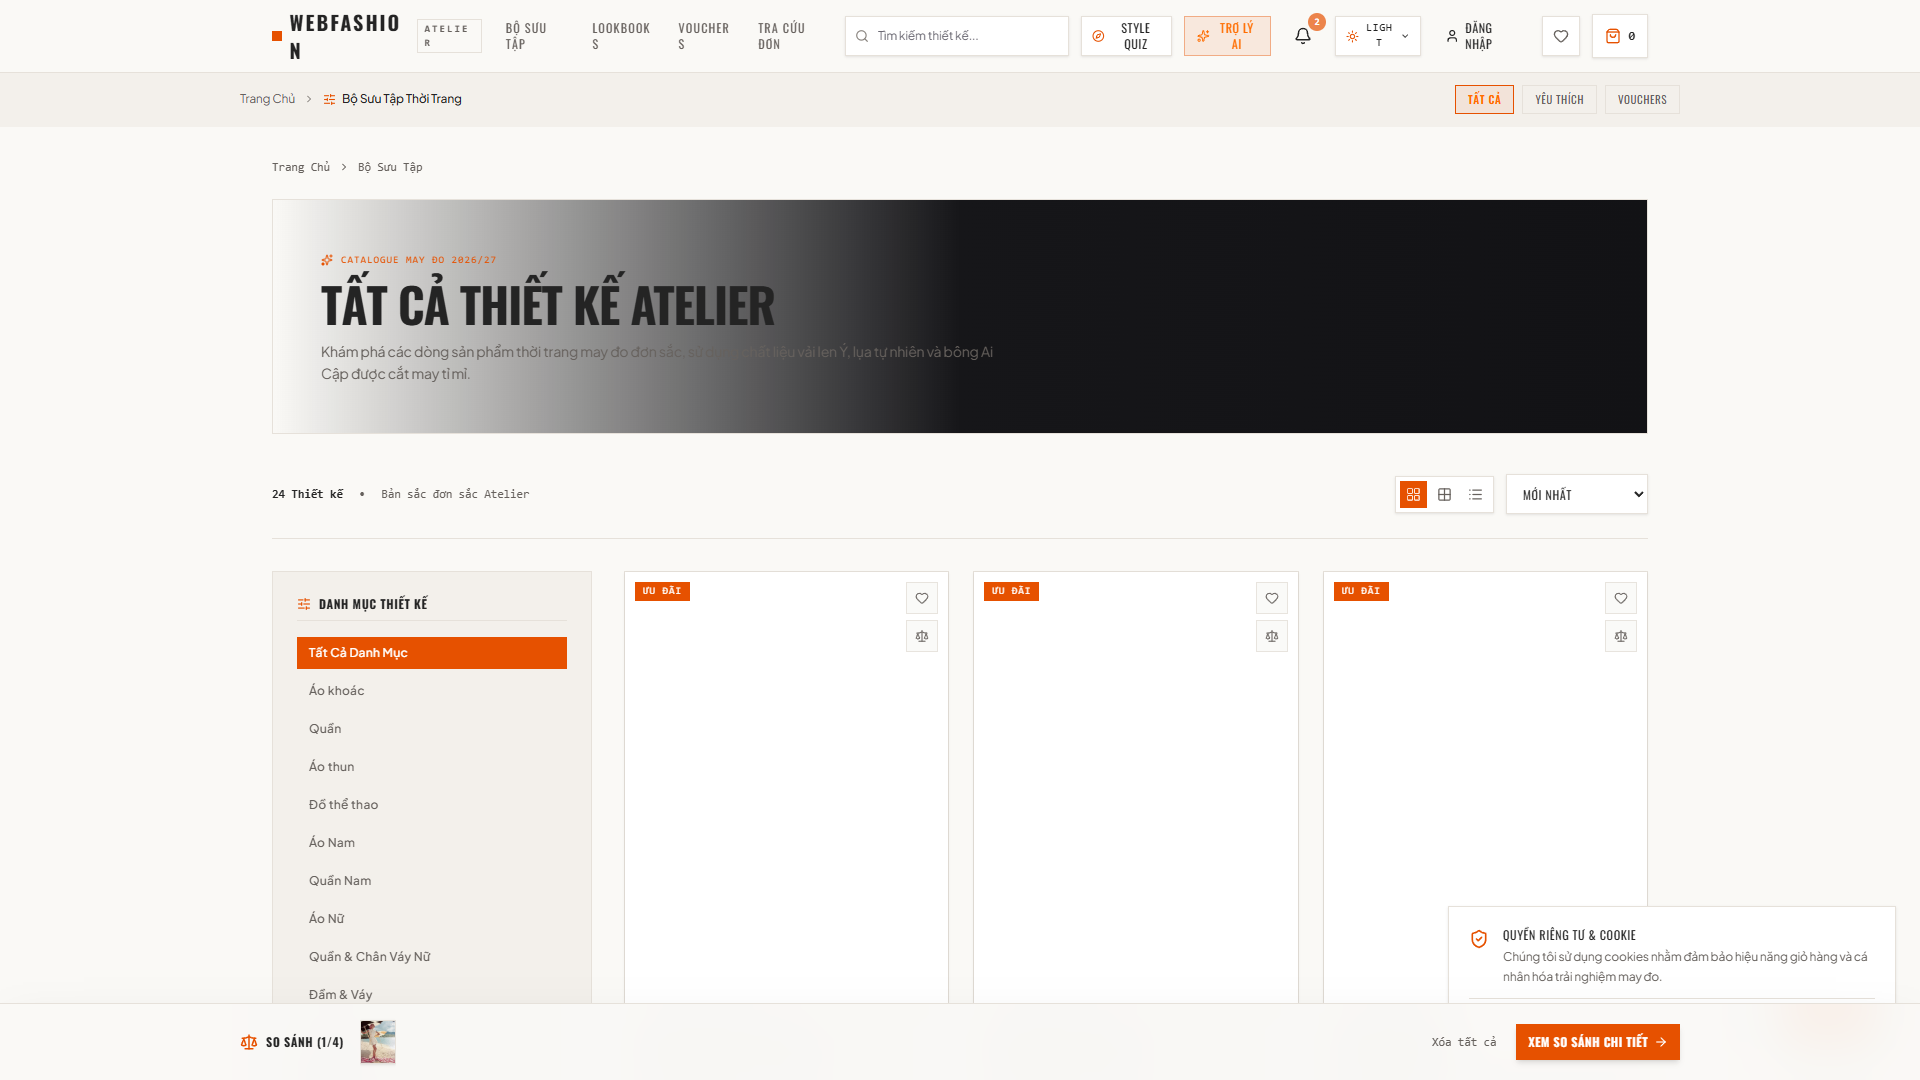 WEBFASHIO
N
ATELIE
R
BỘ SƯU
TẬP
LOOKBOOK
S
VOUCHER
S
TRA CỨU
ĐƠN
Tìm kiếm thiết kế...
STYLE
QUIZ
TRỢ LÝ
AI
2
LIGH
T
ĐĂNG
NHẬP
0
Trang Chủ
Bộ Sưu Tập Thời Trang
TẤT CẢ
YÊU THÍCH
VOUCHERS
Trang Chủ
Bộ Sưu Tập
CATALOGUE MAY ĐO 2026/27
TẤT CẢ THIẾT KẾ ATELIER
Khám phá các dòng sản phẩm thời trang may đo đơn sắc, sử dụng chất liệu vải len Ý, lụa tự nhiên và bông Ai
Cập được cắt may tỉ mỉ.
24 Thiết kế • Bản sắc đơn sắc Atelier
MỚI NHẤT
DANH MỤC THIẾT KẾ
Tất Cả Danh Mục
Áo khoác
Quần
Áo thun
Đồ thể thao
Áo Nam
Quần Nam
Áo Nữ
Quần & Chân Váy Nữ
Đầm & Váy
ƯU ĐÃI
ƯU ĐÃI
ƯU ĐÃI
QUYỀN RIÊNG TƯ & COOKIE
Chúng tôi sử dụng cookies nhằm đảm bảo hiệu năng giỏ hàng và cá
nhân hóa trải nghiệm may đo.
SO SÁNH (1/4)
Xóa tất cả
XEM SO SÁNH CHI TIẾT